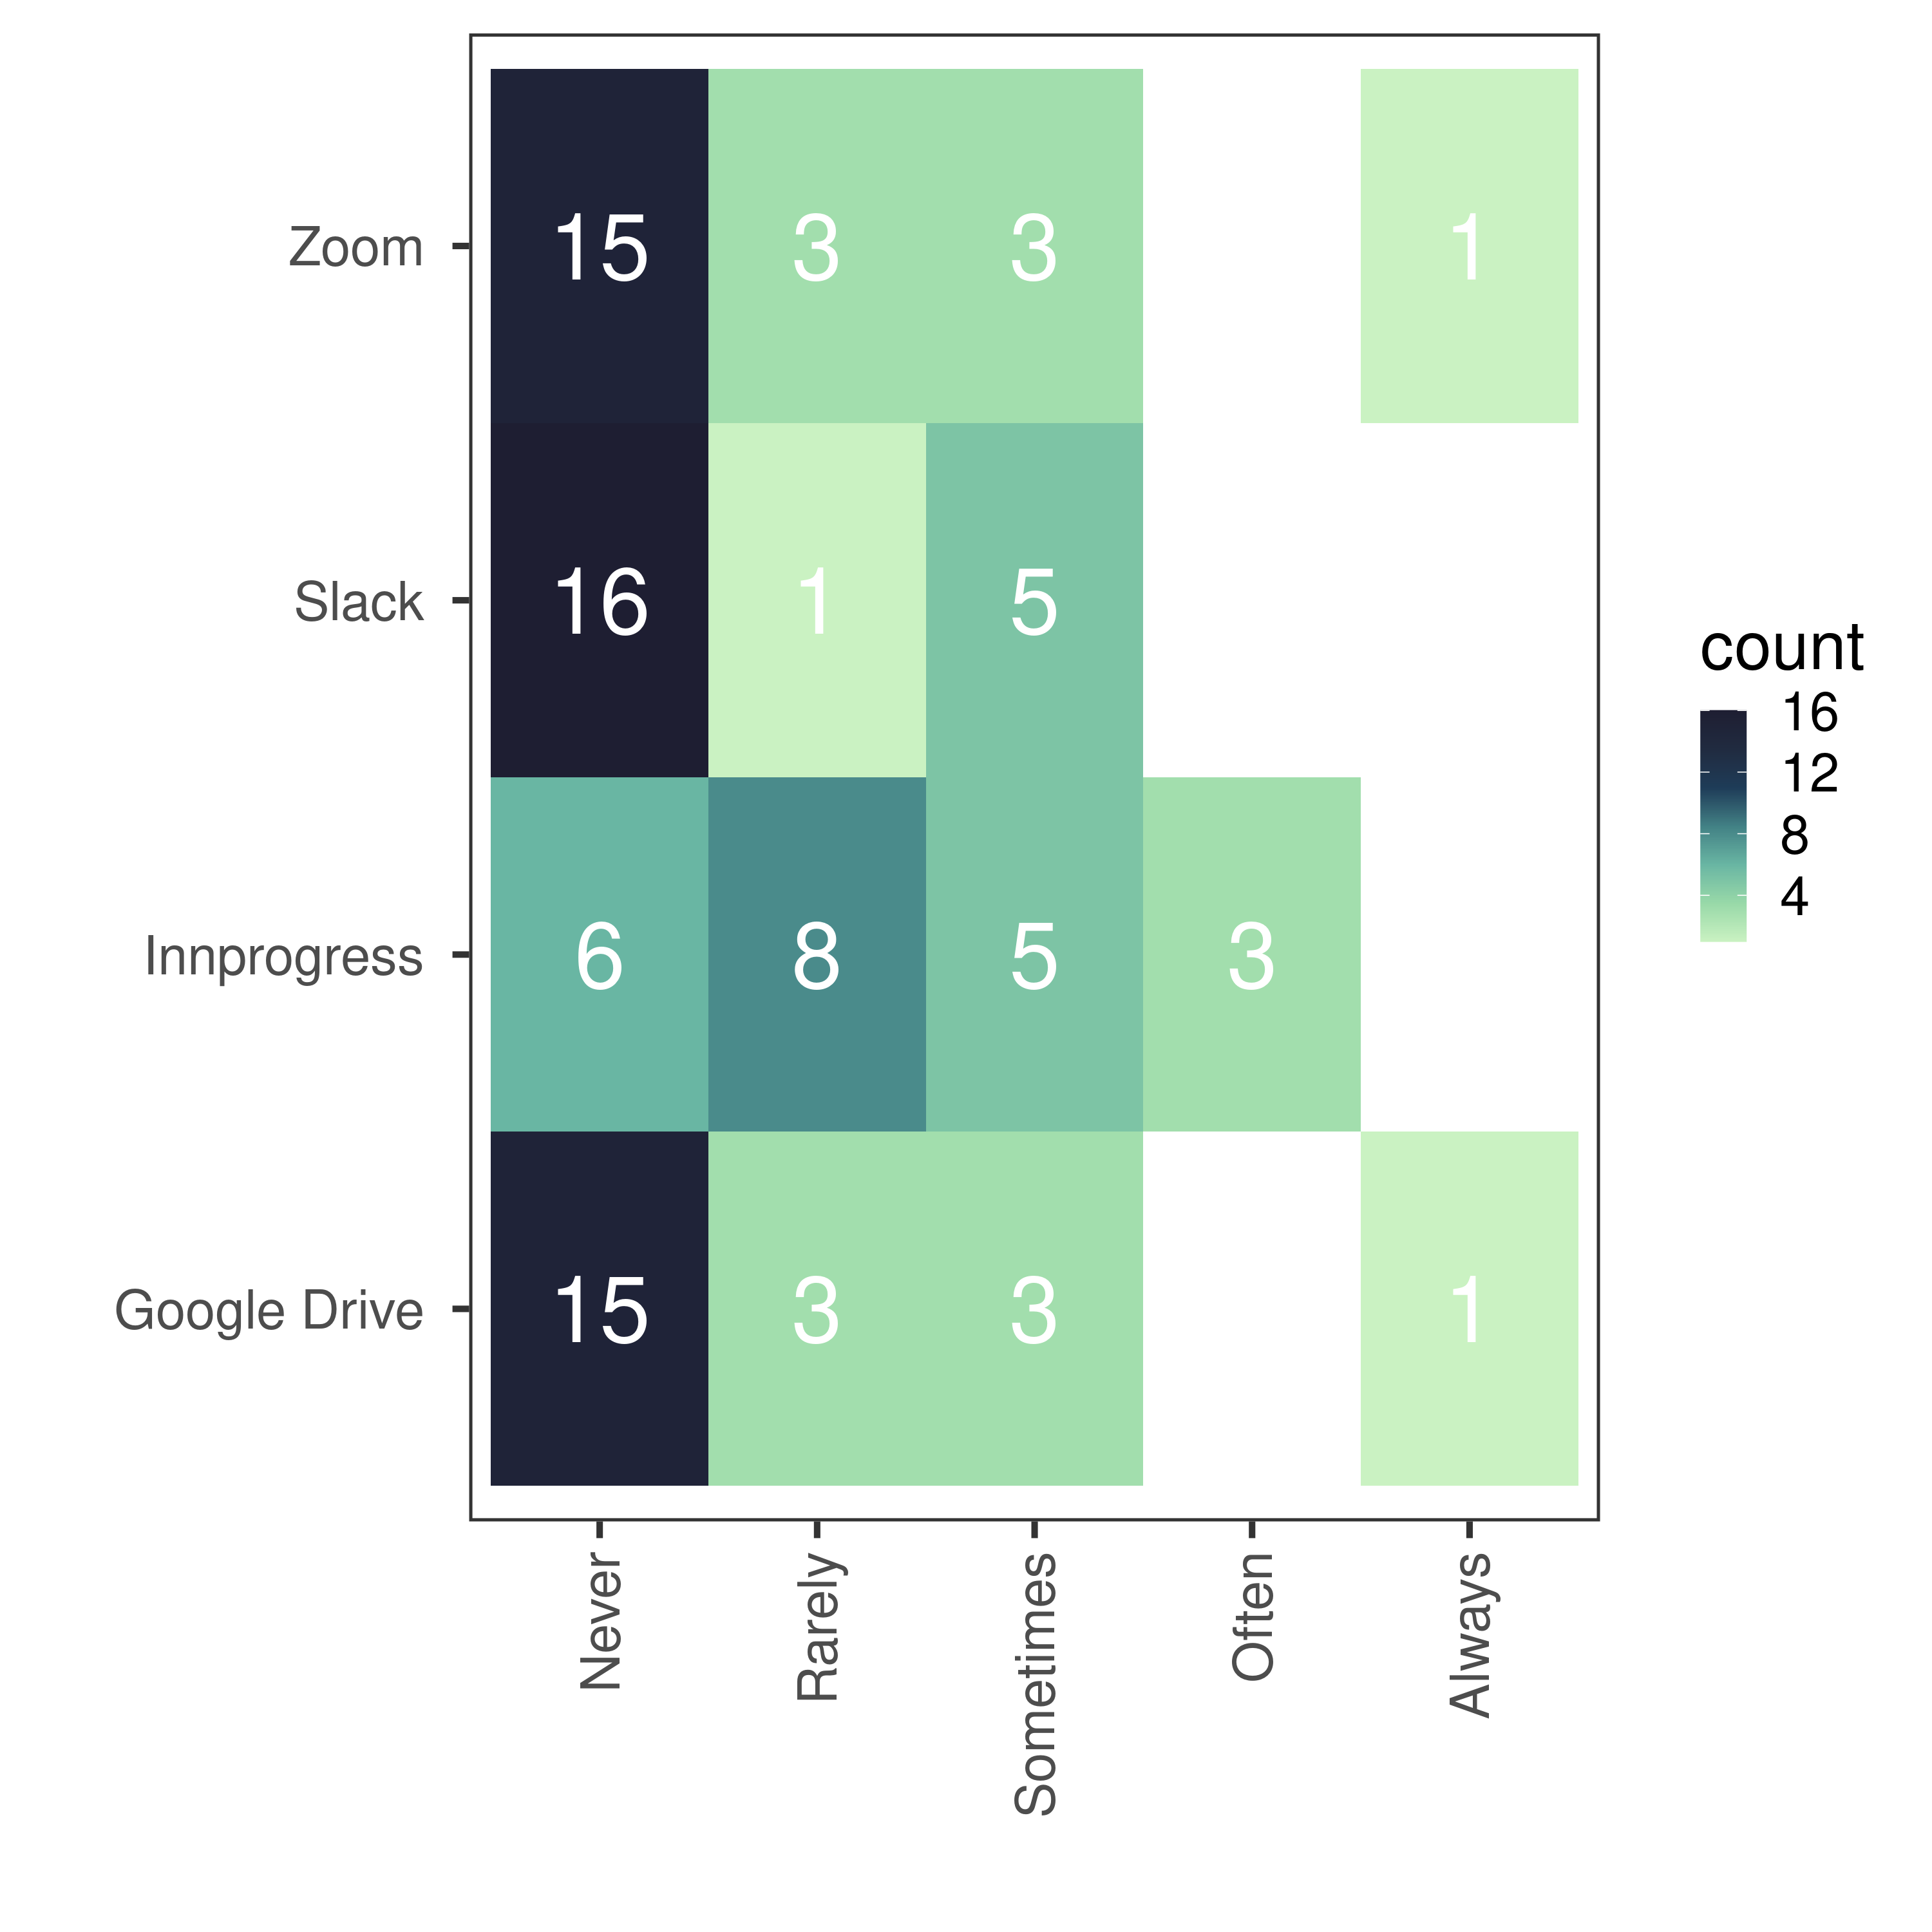 Zoom 15 3 3 1
Slack 16 1 5
Innprogress 6 8 5 3
Google Drive 15 3 3 1
Never Rarely Sometimes Often Always
count
16
12
8
4